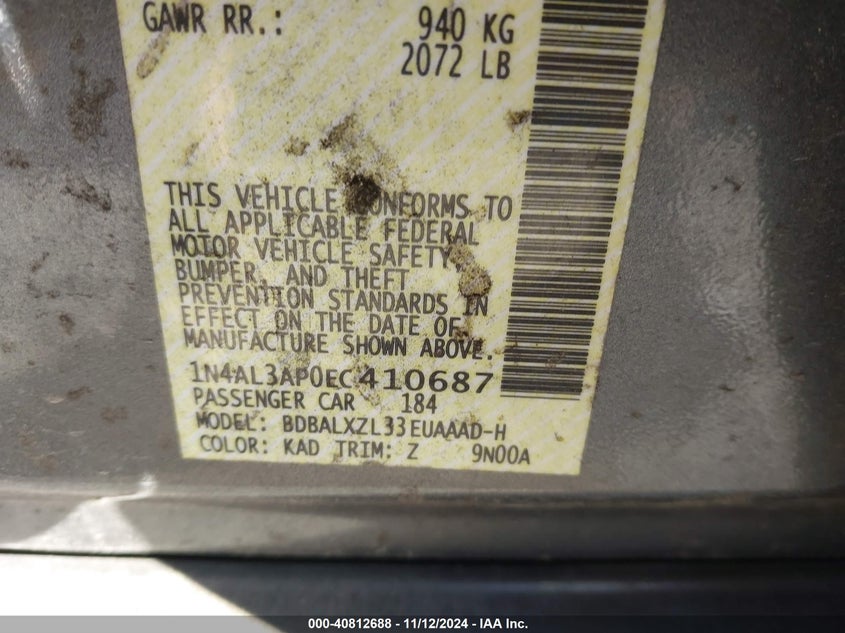 GAWR RR.: 940 KG
2072 LB
THIS VEHICLE CONFORMS TO
ALL APPLICABLE FEDERAL
MOTOR VEHICLE SAFETY,
BUMPER, AND THEFT
PREVENTION STANDARDS IN
EFFECT ON THE DATE OF
MANUFACTURE SHOWN ABOVE.
1N4AL3AP0EC410687
PASSENGER CAR 184
MODEL: BDBALXZL33EUAAAD-H
COLOR: KAD TRIM: Z 9N00A
000-40812688 - 11/12/2024 - IAA Inc.